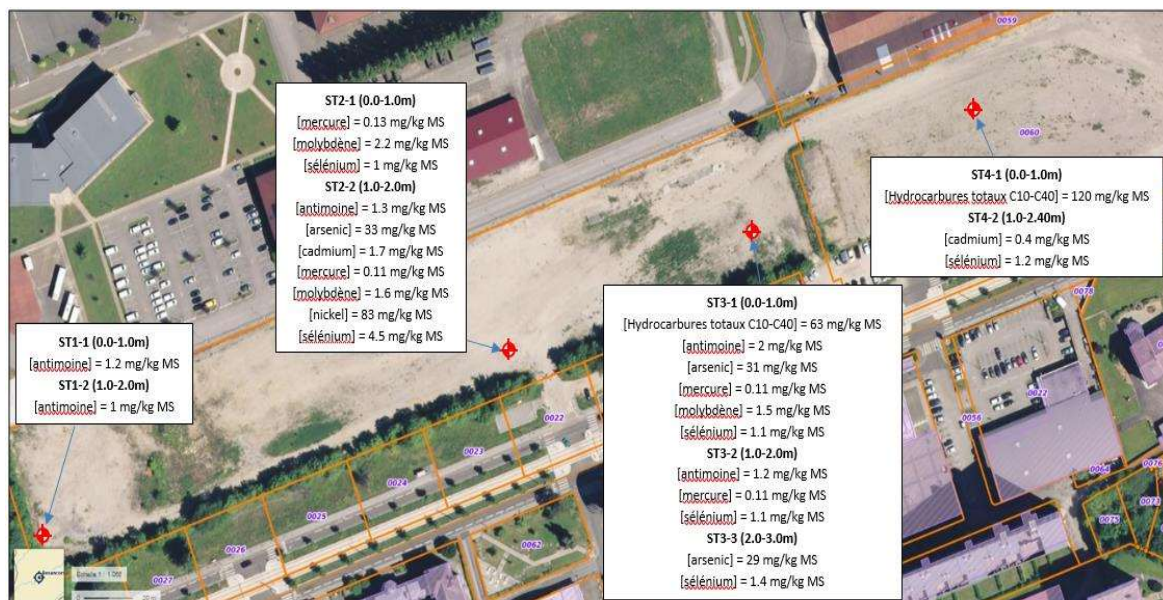 0059
0060
ST2-1 (0.0-1.0m)
[mercure] = 0.13 mg/kg MS
[molybdène] = 2.2 mg/kg MS
[sélénium] = 1 mg/kg MS
ST2-2 (1.0-2.0m)
[antimoine] = 1.3 mg/kg MS
[arsenic] = 33 mg/kg MS
[cadmium] = 1.7 mg/kg MS
[mercure] = 0.11 mg/kg MS
[molybdène] = 1.6 mg/kg MS
[nickel] = 83 mg/kg MS
[sélénium] = 4.5 mg/kg MS
ST4-1 (0.0-1.0m)
[Hydrocarbures totaux C10-C40] = 120 mg/kg MS
ST4-2 (1.0-2.40m)
[cadmium] = 0.4 mg/kg MS
[sélénium] = 1.2 mg/kg MS
ST3-1 (0.0-1.0m)
[Hydrocarbures totaux C10-C40] = 63 mg/kg MS
[antimoine] = 2 mg/kg MS
[arsenic] = 31 mg/kg MS
[mercure] = 0.11 mg/kg MS
[molybdène] = 1.5 mg/kg MS
[sélénium] = 1.1 mg/kg MS
ST3-2 (1.0-2.0m)
[antimoine] = 1.2 mg/kg MS
[mercure] = 0.11 mg/kg MS
[sélénium] = 1.1 mg/kg MS
ST3-3 (2.0-3.0m)
[arsenic] = 29 mg/kg MS
[sélénium] = 1.4 mg/kg MS
ST1-1 (0.0-1.0m)
[antimoine] = 1.2 mg/kg MS
ST1-2 (1.0-2.0m)
[antimoine] = 1 mg/kg MS
0078
0022
0056
0064
0076
0073
0075
0022
0023
0024
0025
0026
0027
0062